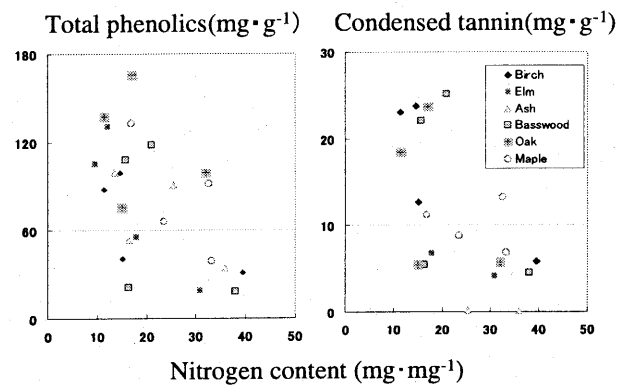 Total phenolics(mg・g-1)
Condensed tannin(mg・g-1)
180
120
60
0
0 10 20 30 40 50
30
20
10
0
0 10 20 30 40 50
Birch
Elm
Ash
Basswood
Oak
Maple
Nitrogen content (mg・mg-1)